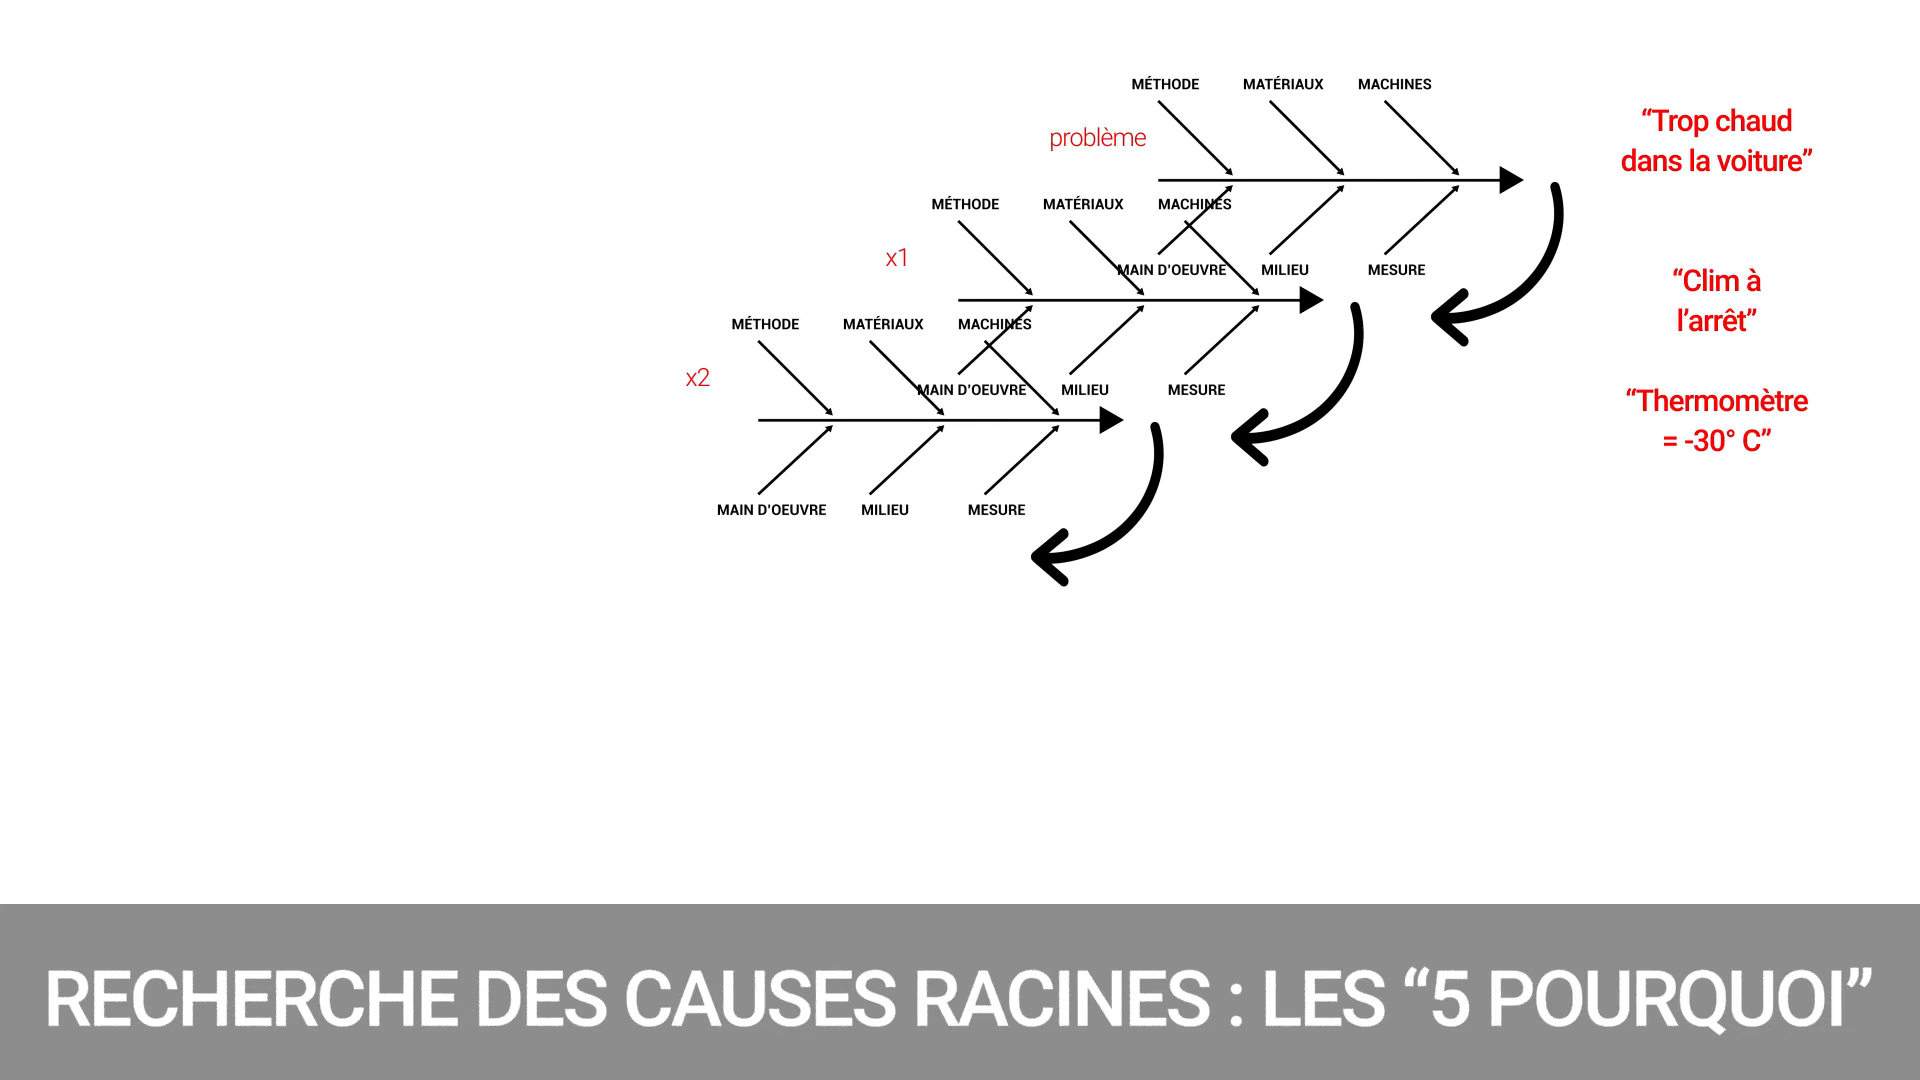 MÉTHODE MATÉRIAUX MACHINES
problème
“Trop chaud
dans la voiture”
MÉTHODE MATÉRIAUX MACHINES
MAIN D'OEUVRE MILIEU MESURE
x1
“Clim à
l’arrêt”
MÉTHODE MATÉRIAUX MACHINES
MAIN D'OEUVRE MILIEU MESURE
x2
“Thermomètre
= -30° C”
MAIN D'OEUVRE MILIEU MESURE
RECHERCHE DES CAUSES RACINES : LES “5 POURQUOI”